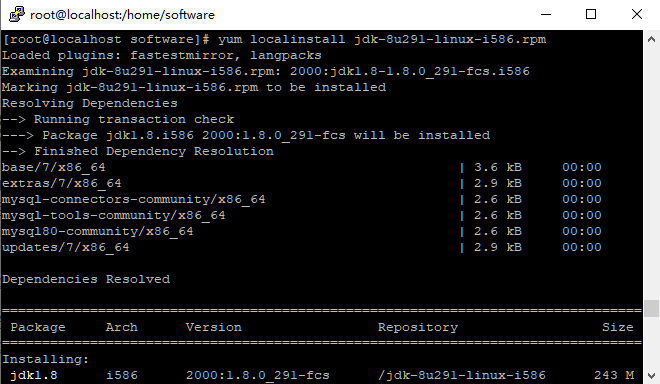 root@localhost:/home/software
[root@localhost software]# yum localinstall jdk-8u291-linux-i586.rpm
Loaded plugins: fastestmirror, langpacks
Examining jdk-8u291-linux-i586.rpm: 2000:jdk1.8-1.8.0_291-fcs.i586
Marking jdk-8u291-linux-i586.rpm to be installed
Resolving Dependencies
--> Running transaction check
---> Package jdk1.8.i586 2000:1.8.0_291-fcs will be installed
--> Finished Dependency Resolution
base/7/x86_64 | 3.6 kB 00:00
extras/7/x86_64 | 2.9 kB 00:00
mysql-connectors-community/x86_64 | 2.6 kB 00:00
mysql-tools-community/x86_64 | 2.6 kB 00:00
mysql80-community/x86_64 | 2.6 kB 00:00
updates/7/x86_64 | 2.9 kB 00:00
Dependencies Resolved
================================================================================
Package Arch Version Repository Size
================================================================================
Installing:
jdk1.8 i586 2000:1.8.0_291-fcs /jdk-8u291-linux-i586 243 M